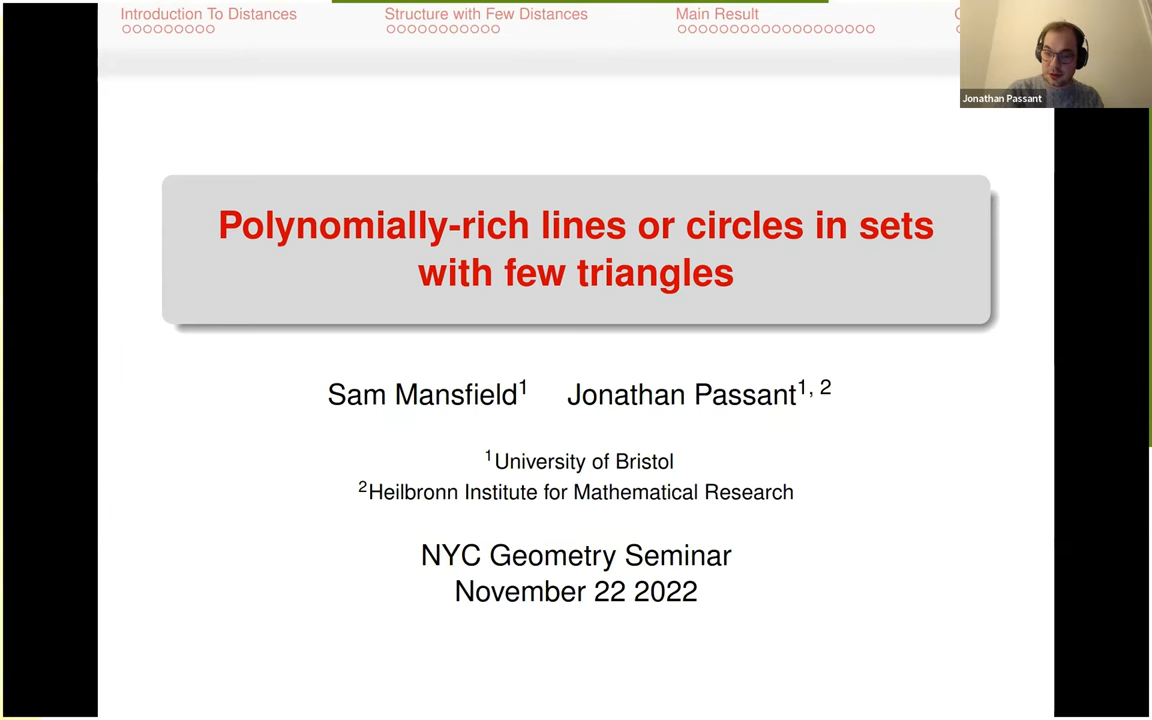 Introduction To Distances
Structure with Few Distances
Main Result
Jonathan Passant
Polynomially-rich lines or circles in sets
with few triangles
Sam Mansfield¹ Jonathan Passant¹, ²
¹University of Bristol
²Heilbronn Institute for Mathematical Research
NYC Geometry Seminar
November 22 2022